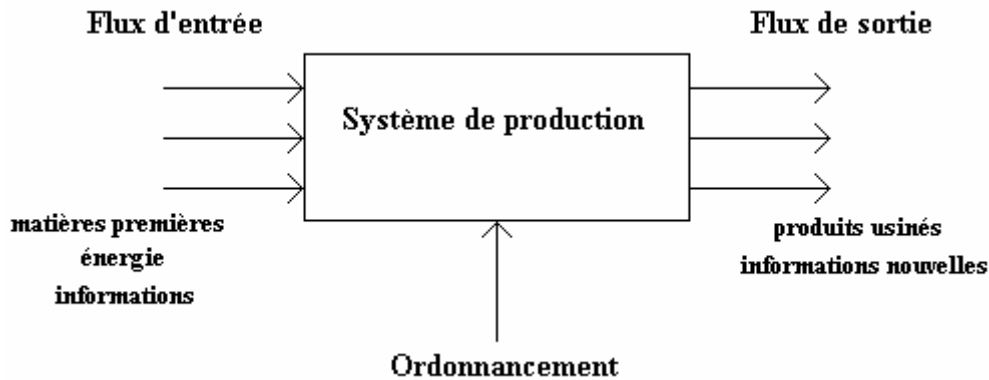 Flux d'entrée
Flux de sortie
Système de production
matières premières
énergie
informations
produits usinés
informations nouvelles
Ordonnancement